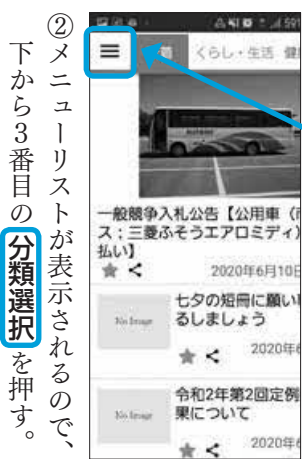 ②メニューリストが表示されるので、
下から3番目の分類選択を押す。
くらし・生活 健
一般競争入札公告【公用車（
ス：三菱ふそうエアロミディ）
払い】
2020年6月10日
No Image
七夕の短冊に願い
るしましょう
2020年6
No Image
令和2年第2回定例
果について
2020年6